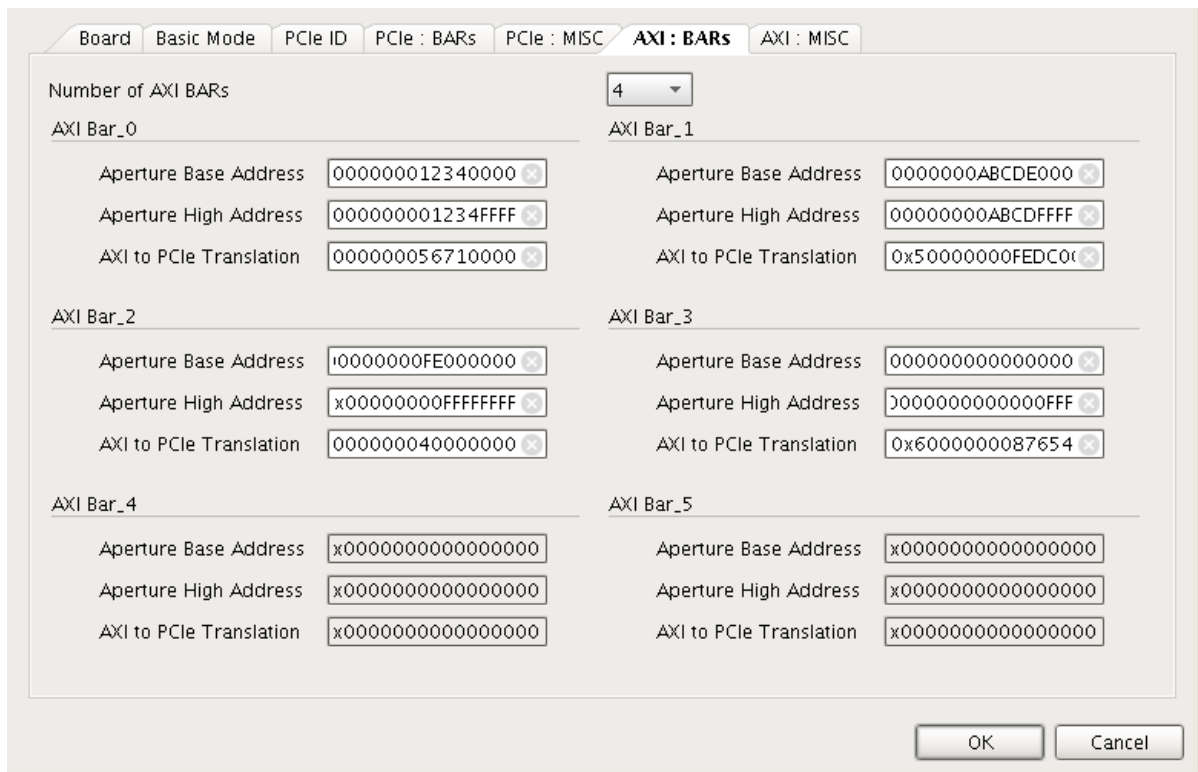 Board Basic Mode PCIe ID PCIe : BARs PCIe : MISC AXI : BARs AXI : MISC
Number of AXI BARs 4
AXI Bar_0 AXI Bar_1
Aperture Base Address 000000012340000 Aperture Base Address 0000000ABCDE000
Aperture High Address 000000001234FFFF Aperture High Address 00000000ABCDFFFF
AXI to PCIe Translation 000000056710000 AXI to PCIe Translation 0x50000000FEDC0
AXI Bar_2 AXI Bar_3
Aperture Base Address 0000000FE000000 Aperture Base Address 000000000000000
Aperture High Address x00000000FFFFFFFF Aperture High Address 0000000000000FFF
AXI to PCIe Translation 000000040000000 AXI to PCIe Translation 0x6000000087654
AXI Bar_4 AXI Bar_5
Aperture Base Address x0000000000000000 Aperture Base Address x0000000000000000
Aperture High Address x0000000000000000 Aperture High Address x0000000000000000
AXI to PCIe Translation x0000000000000000 AXI to PCIe Translation x0000000000000000
OK Cancel